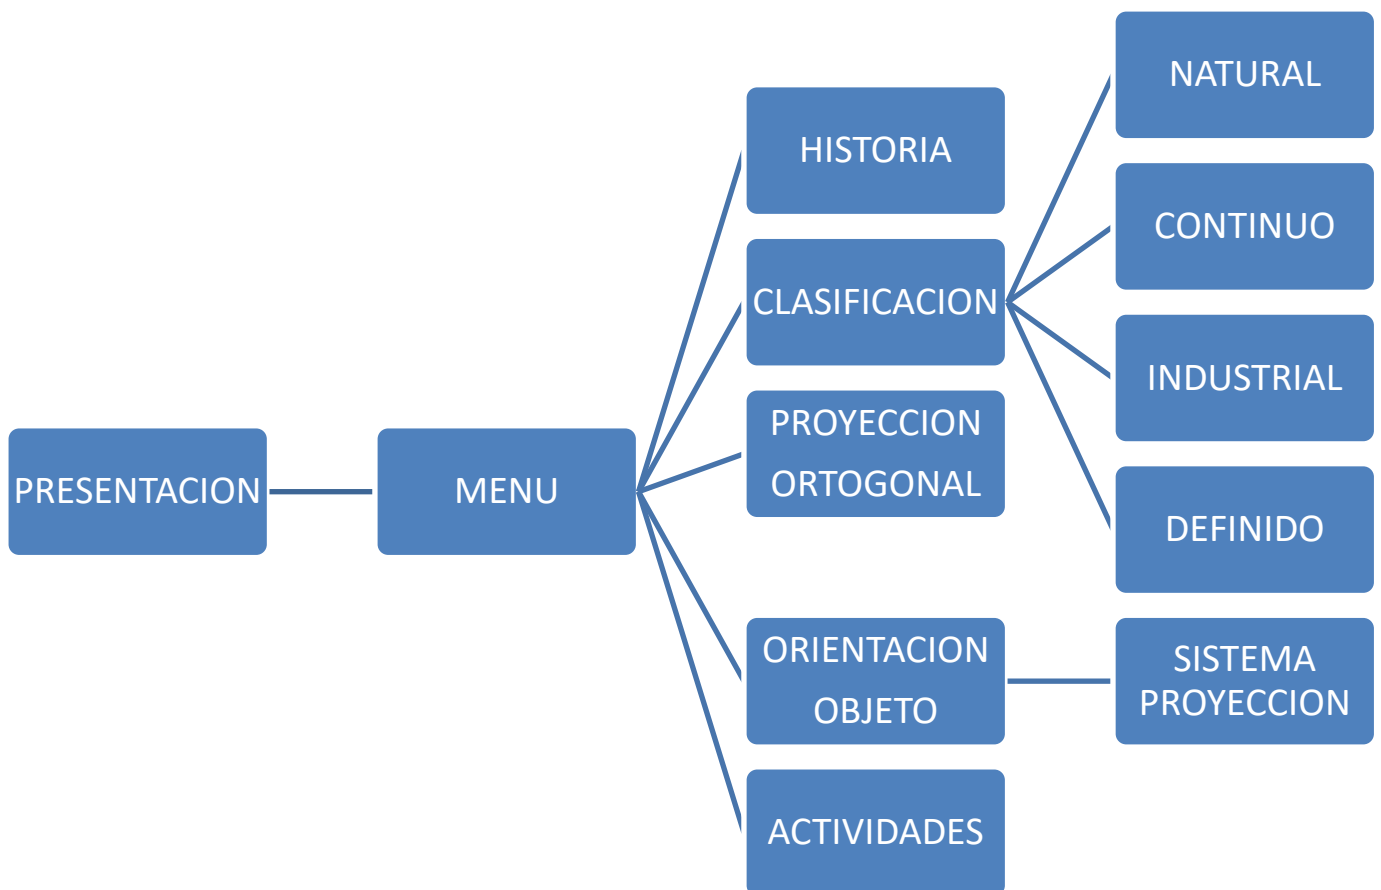 PRESENTACION
MENU
HISTORIA
CLASIFICACION
NATURAL
CONTINUO
INDUSTRIAL
DEFINIDO
PROYECCION
ORTOGONAL
ORIENTACION
OBJETO
SISTEMA
PROYECCION
ACTIVIDADES